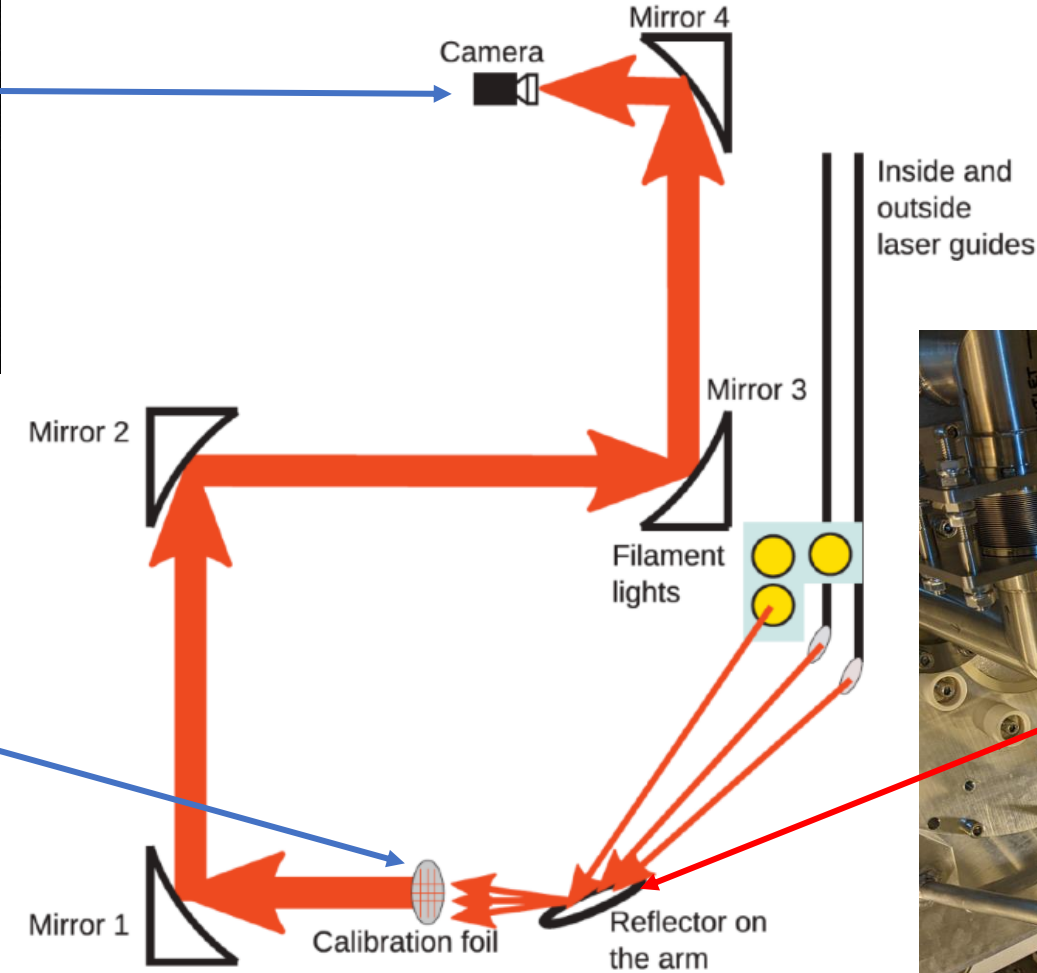 Mirror 4
Camera
Inside and
outside
laser guides
Mirror 3
Mirror 2
Filament
lights
Mirror 1
Calibration foil
Reflector on
the arm